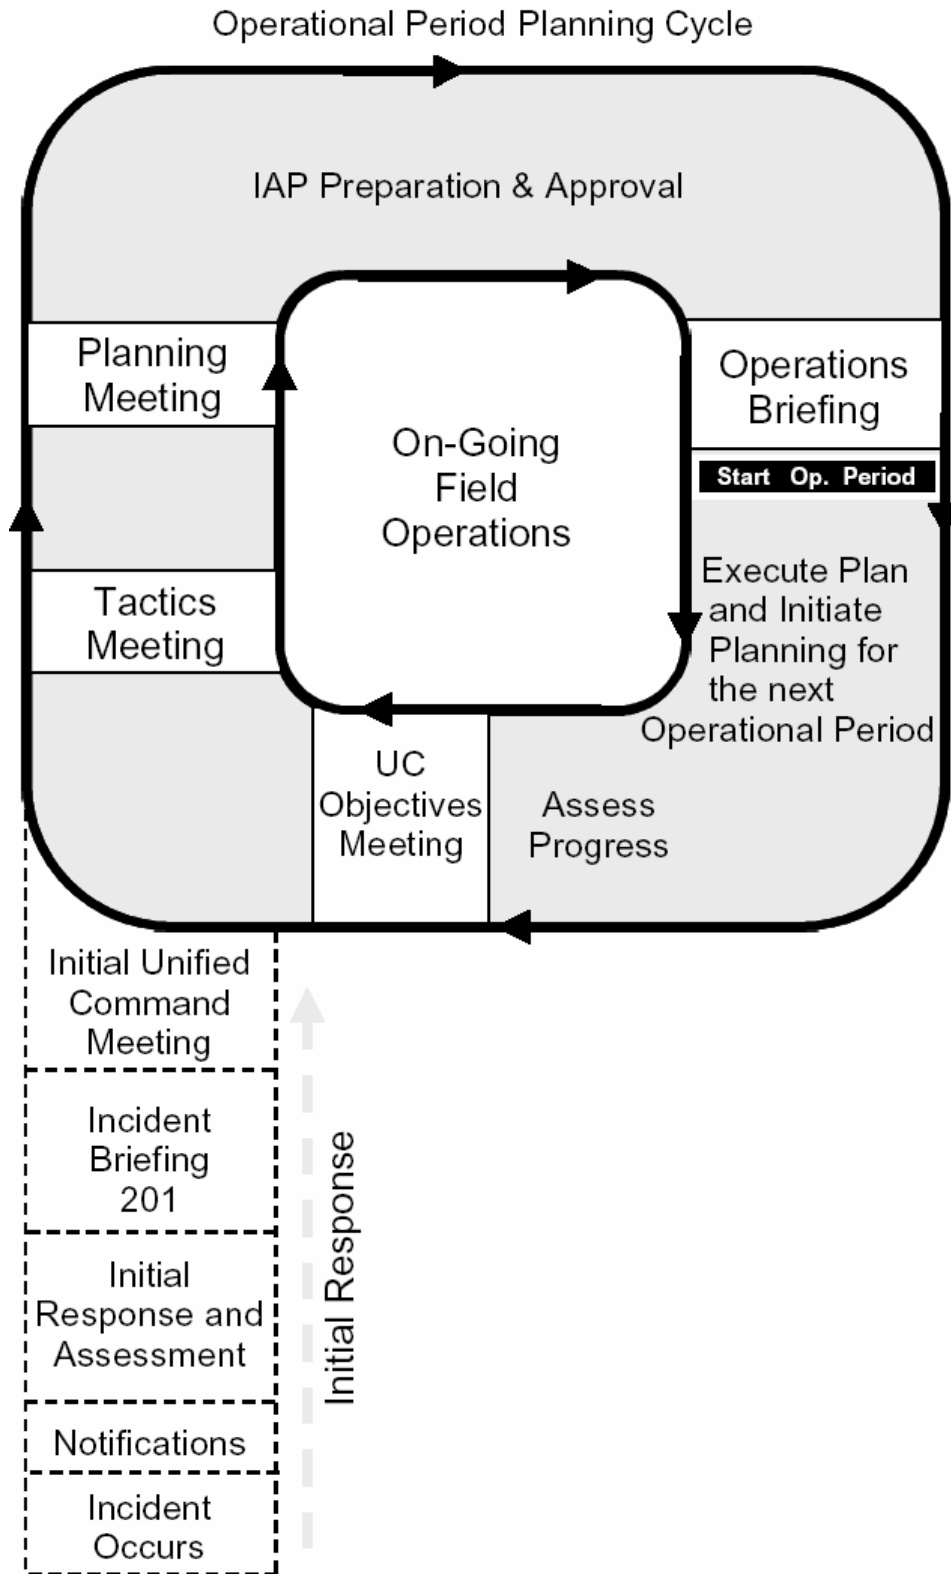 Operational Period Planning Cycle
IAP Preparation & Approval
Planning
Meeting
Operations
Briefing
On-Going
Field
Operations
Start Op. Period
Execute Plan
and Initiate
Planning for
the next
Operational Period
Tactics
Meeting
UC
Objectives
Meeting
Assess
Progress
Initial Unified
Command
Meeting
Incident
Briefing
201
Initial
Response and
Assessment
Notifications
Incident
Occurs
Initial Response